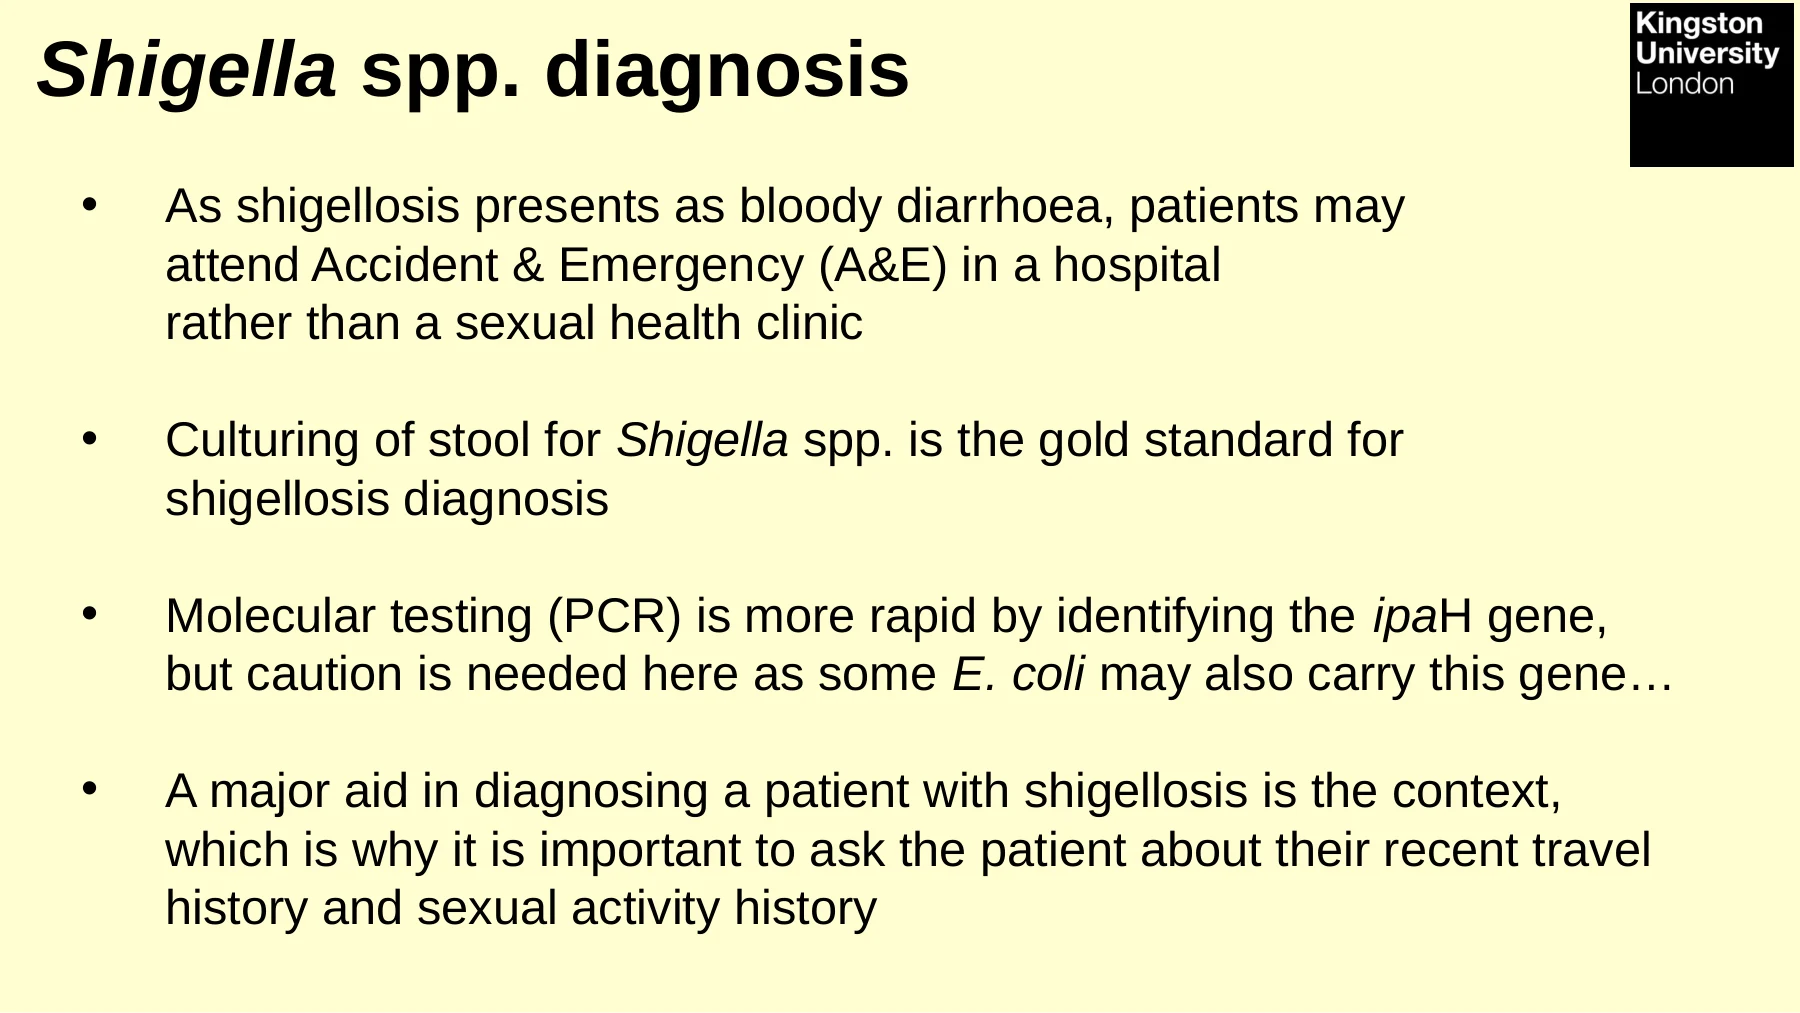 Shigella spp. diagnosis
Kingston
University
London
• As shigellosis presents as bloody diarrhoea, patients may
attend Accident & Emergency (A&E) in a hospital
rather than a sexual health clinic
• Culturing of stool for Shigella spp. is the gold standard for
shigellosis diagnosis
• Molecular testing (PCR) is more rapid by identifying the ipaH gene,
but caution is needed here as some E. coli may also carry this gene…
• A major aid in diagnosing a patient with shigellosis is the context,
which is why it is important to ask the patient about their recent travel
history and sexual activity history